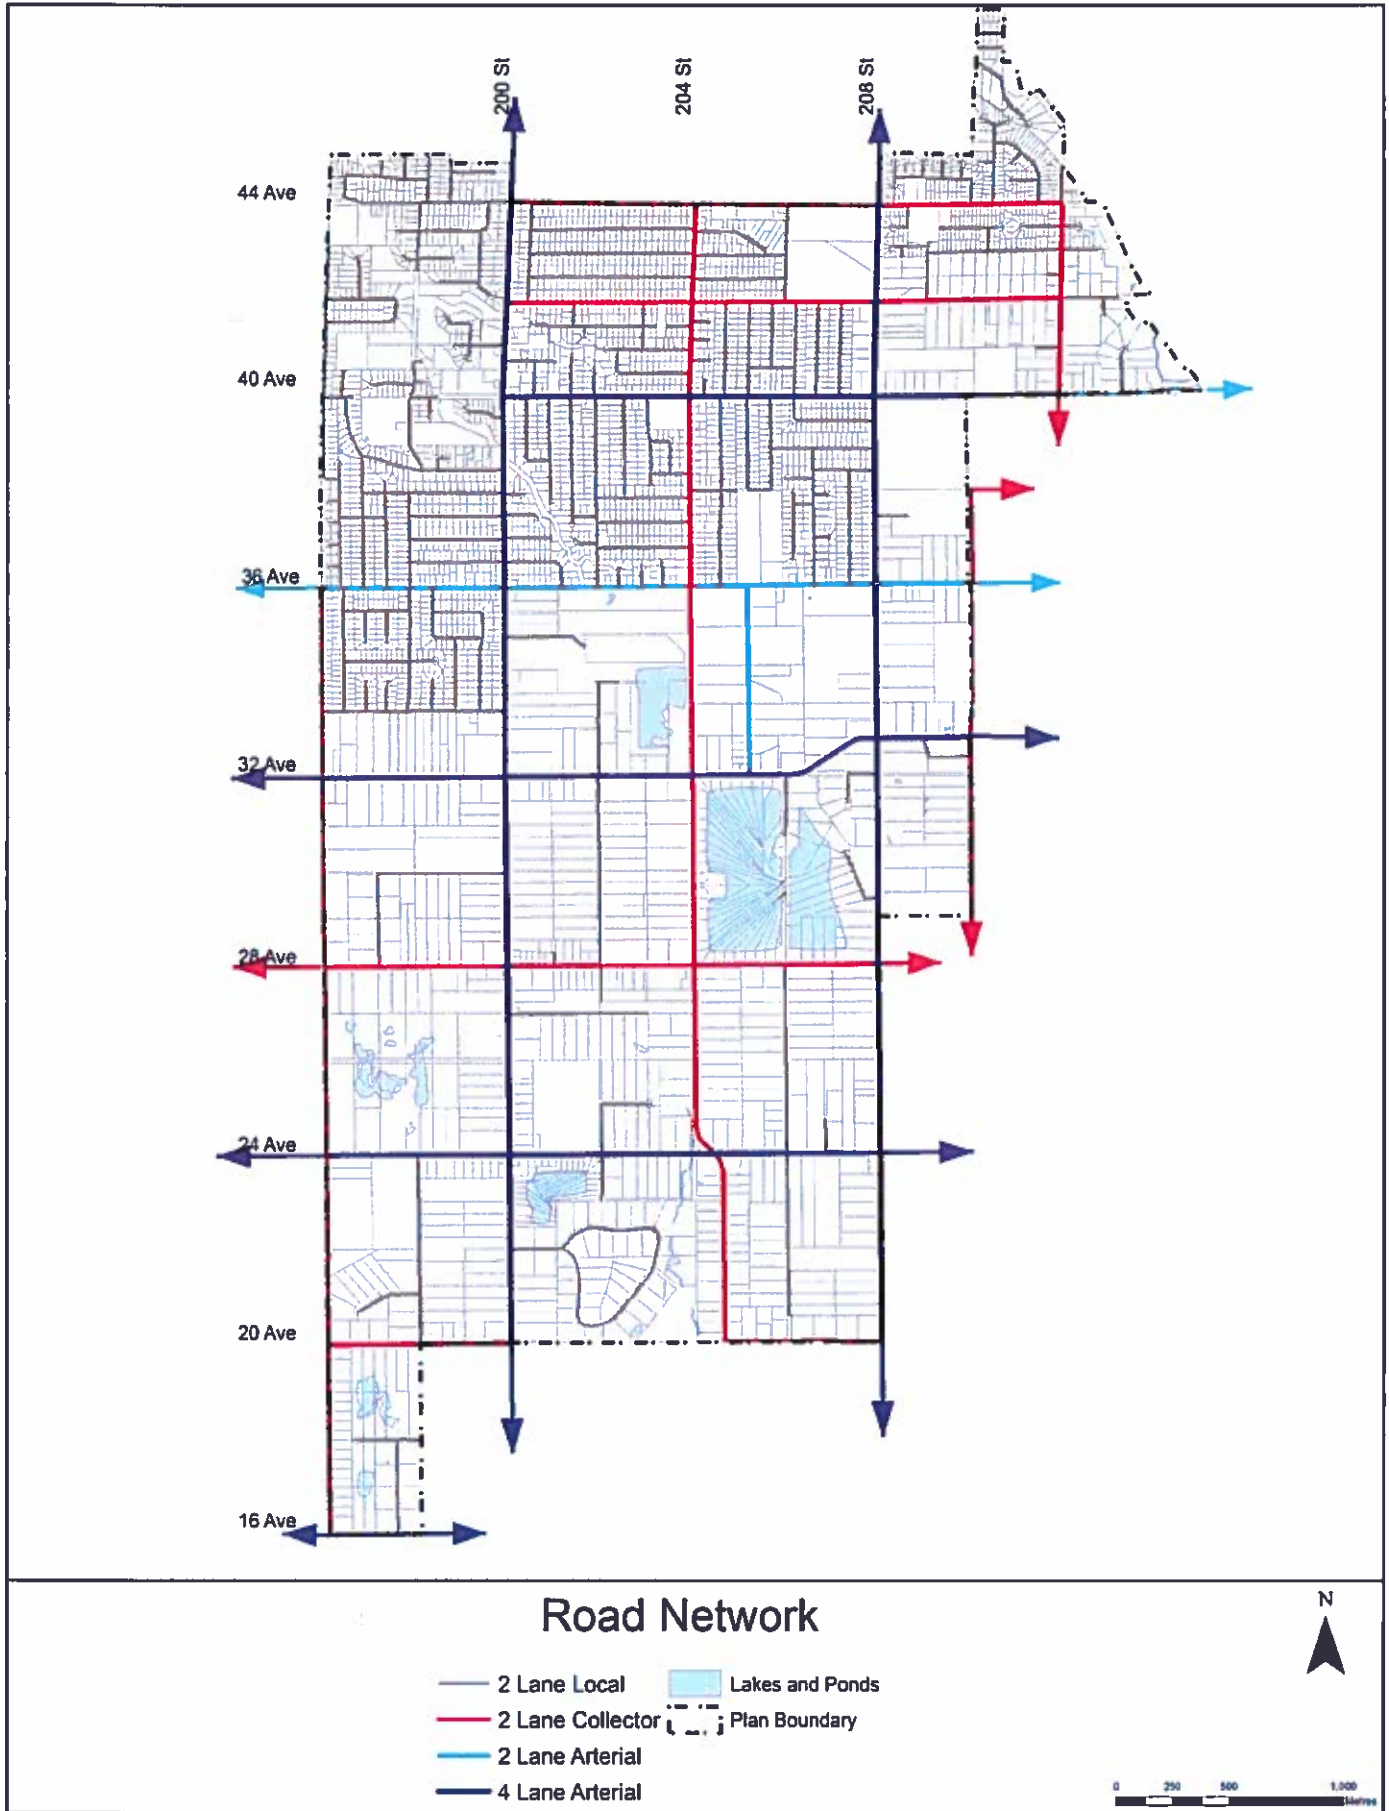 200 St
204 St
208 St
44 Ave
40 Ave
36 Ave
32 Ave
28 Ave
24 Ave
20 Ave
16 Ave
Road Network
N
2 Lane Local
Lakes and Ponds
2 Lane Collector
Plan Boundary
2 Lane Arterial
4 Lane Arterial
0 250 500 1,000
Metres